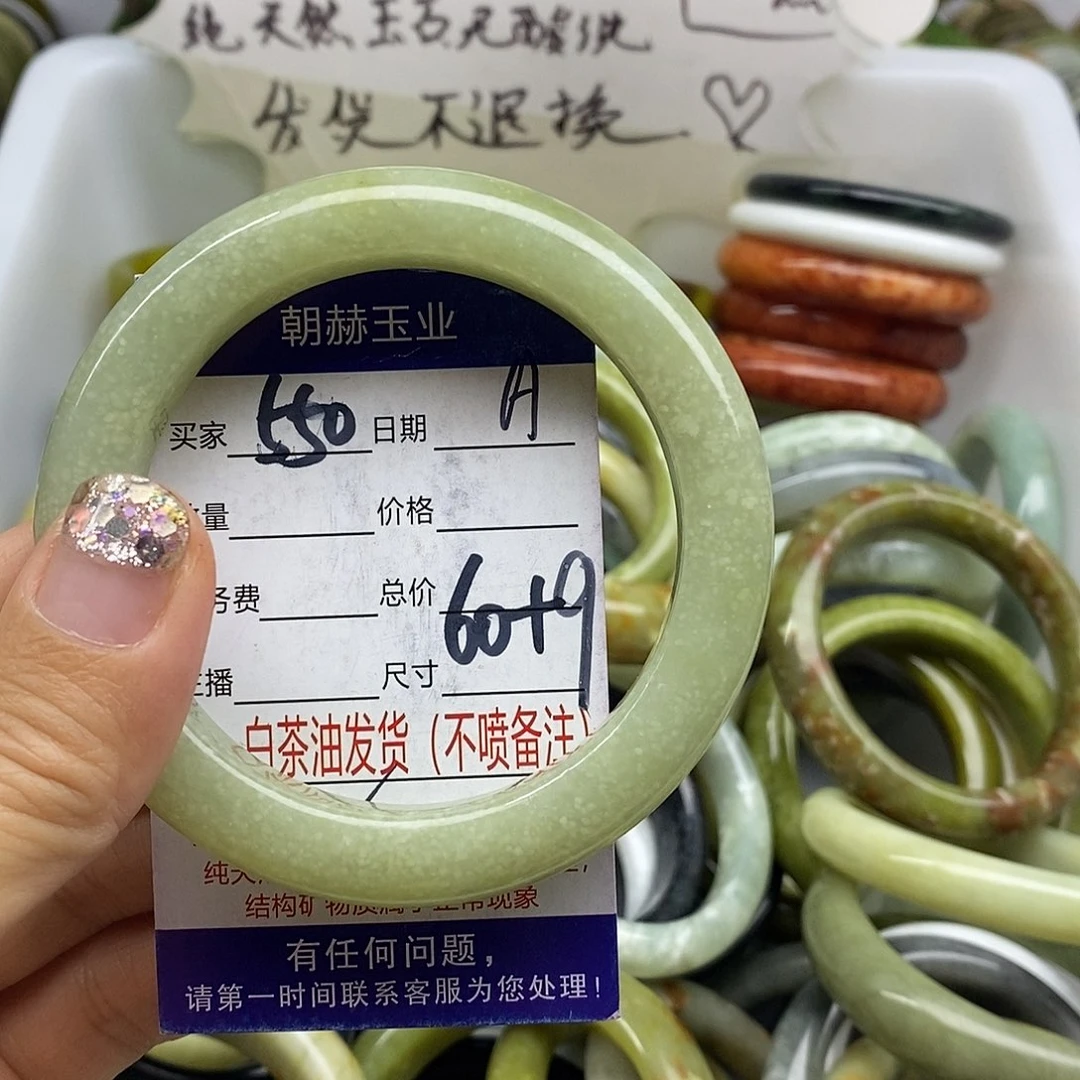 纯天然玉石无酸洗
发货不退换 ♡
朝赫玉业
买家 550 日期 A
量 价格
务费 总价 60+9
播 尺寸
白茶油发货（不喷备注）
纯天
结构矿物质属于正常现象
有任何问题，
请第一时间联系客服为您处理！